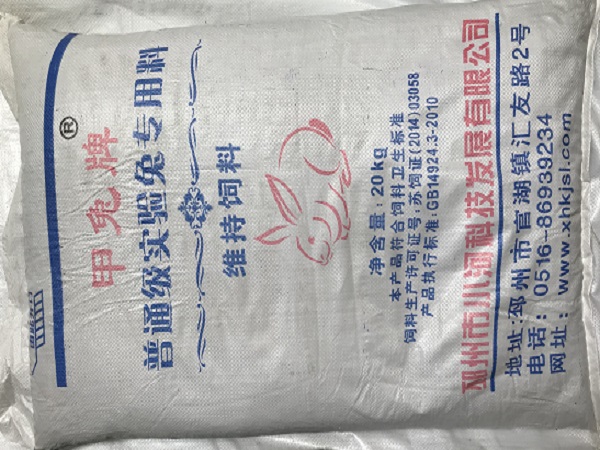 ®
甲兔牌
普通级实验兔专用料
维持饲料
净含量：20kg
本产品符合饲料卫生标准
饲料生产许可证号：苏饲证(2014)03058
产品执行标准：GB14924.3-2010
邳州市小河科技发展有限公司
地址：邳州市官湖镇汇友路2号
电话：0516-86939234
网址：www.xhkjsl.com